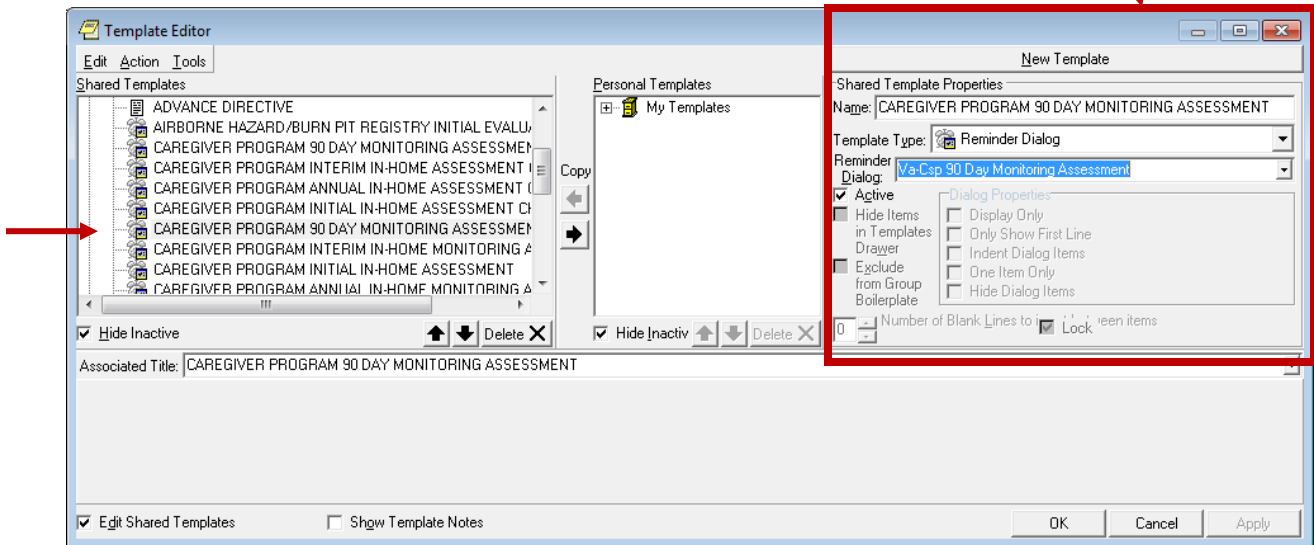 Template Editor
Edit Action Tools
New Template
Shared Templates
ADVANCE DIRECTIVE
AIRBORNE HAZARD/BURN PIT REGISTRY INITIAL EVALU
CAREGIVER PROGRAM 90 DAY MONITORING ASSESSMEN
CAREGIVER PROGRAM INTERIM IN-HOME ASSESSMENT
CAREGIVER PROGRAM ANNUAL IN-HOME ASSESSMENT (
CAREGIVER PROGRAM INITIAL IN-HOME ASSESSMENT CH
CAREGIVER PROGRAM 90 DAY MONITORING ASSESSMEN
CAREGIVER PROGRAM INTERIM IN-HOME MONITORING A
CAREGIVER PROGRAM INITIAL IN-HOME ASSESSMENT
CAREGIVER PROGRAM ANNUAL IN-HOME MONITORING A
Hide Inactive
Delete
Copy
Personal Templates
My Templates
Hide Inactiv
Delete
Shared Template Properties
Name: CAREGIVER PROGRAM 90 DAY MONITORING ASSESSMENT
Template Type: Reminder Dialog
Reminder
Dialog: Va-Csp 90 Day Monitoring Assessment
Active
Hide Items
in Templates
Drawer
Exclude
from Group
Boilerplate
Dialog Properties
Display Only
Only Show First Line
Indent Dialog Items
One Item Only
Hide Dialog Items
0 Number of Blank Lines to Lock een items
Associated Title: CAREGIVER PROGRAM 90 DAY MONITORING ASSESSMENT
Edit Shared Templates
Show Template Notes
OK Cancel Apply